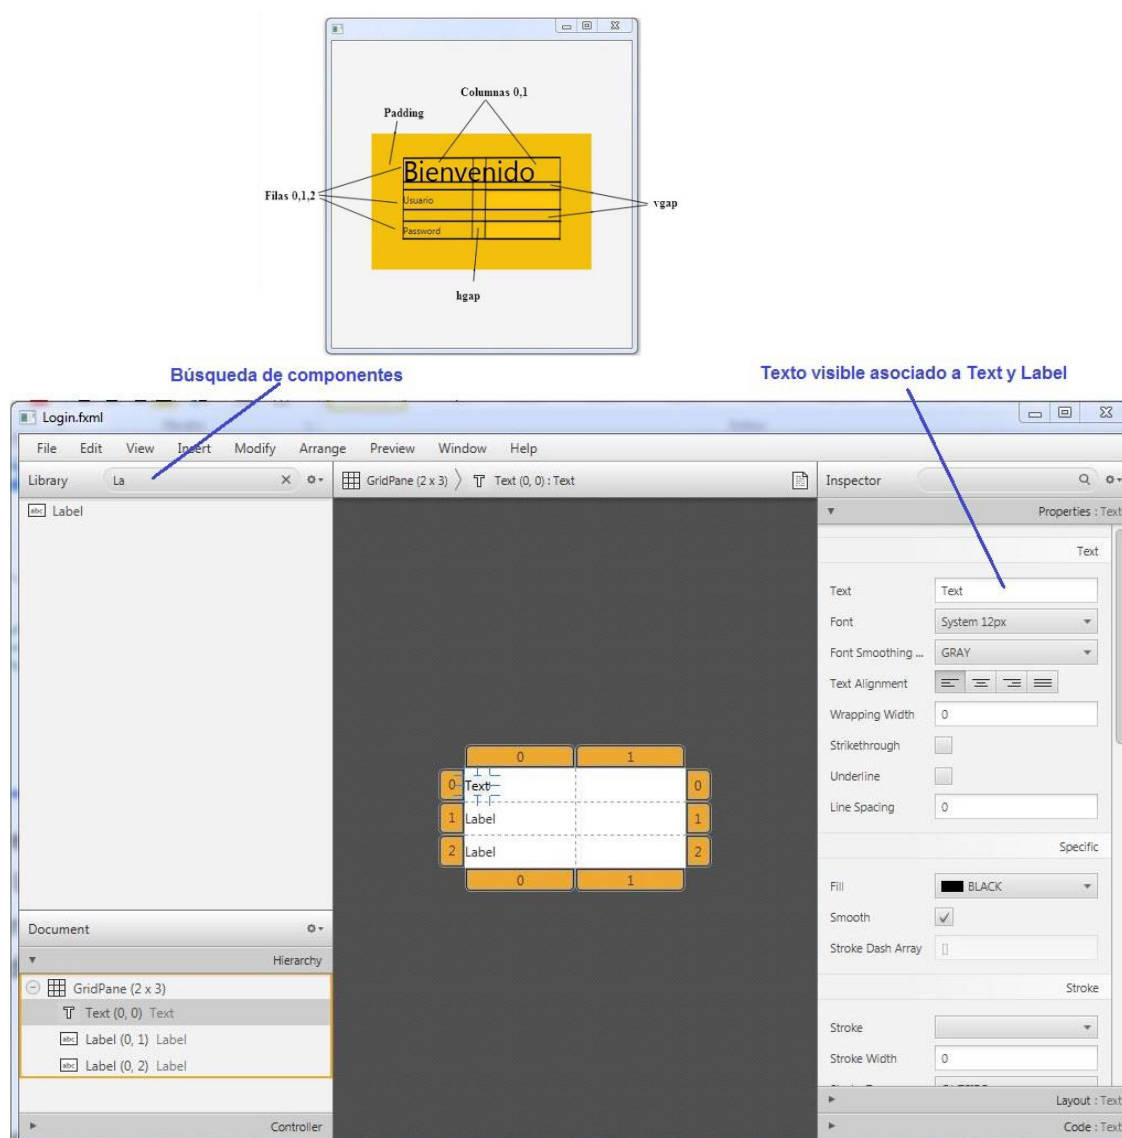 Columnas 0,1
Padding
Bienvenido
Filas 0,1,2
Usuario
vgap
Password
hgap
Búsqueda de componentes
Texto visible asociado a Text y Label
Login.fxml
File Edit View Insert Modify Arrange Preview Window Help
Library La GridPane (2 x 3) Text (0, 0) : Text Inspector
Label
Properties : Text
Text
Text Text
Font System 12px
Font Smoothing ... GRAY
Text Alignment
Wrapping Width 0
Strikethrough
Underline
Line Spacing 0
0 1
0 Text 0
1 Label 1
2 Label 2
0 1
Specific
Fill BLACK
Smooth
Stroke Dash Array []
Document
Hierarchy
GridPane (2 x 3)
Text (0, 0) Text
Label (0, 1) Label
Label (0, 2) Label
Controller
Stroke
Stroke
Stroke Width 0
Layout : Text
Code : Text